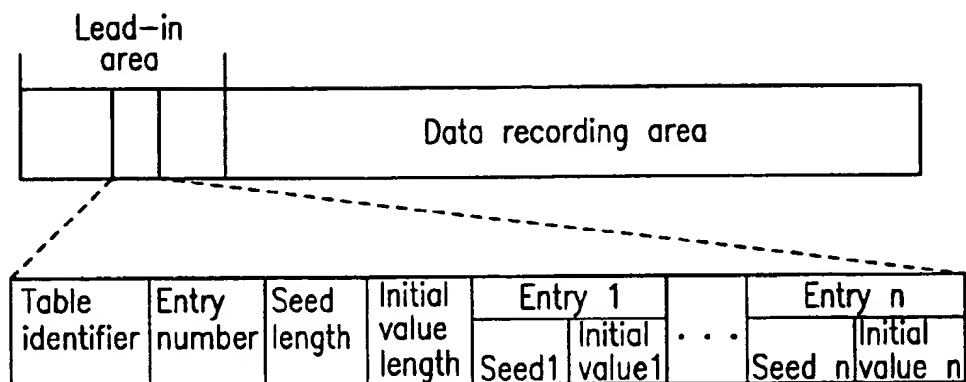 Lead-in
area
Data recording area
Table
identifier
Entry
number
Seed
length
Initial
value
length
Entry 1
Seed1
Initial
value1
. . .
Entry n
Seed n
Initial
value n